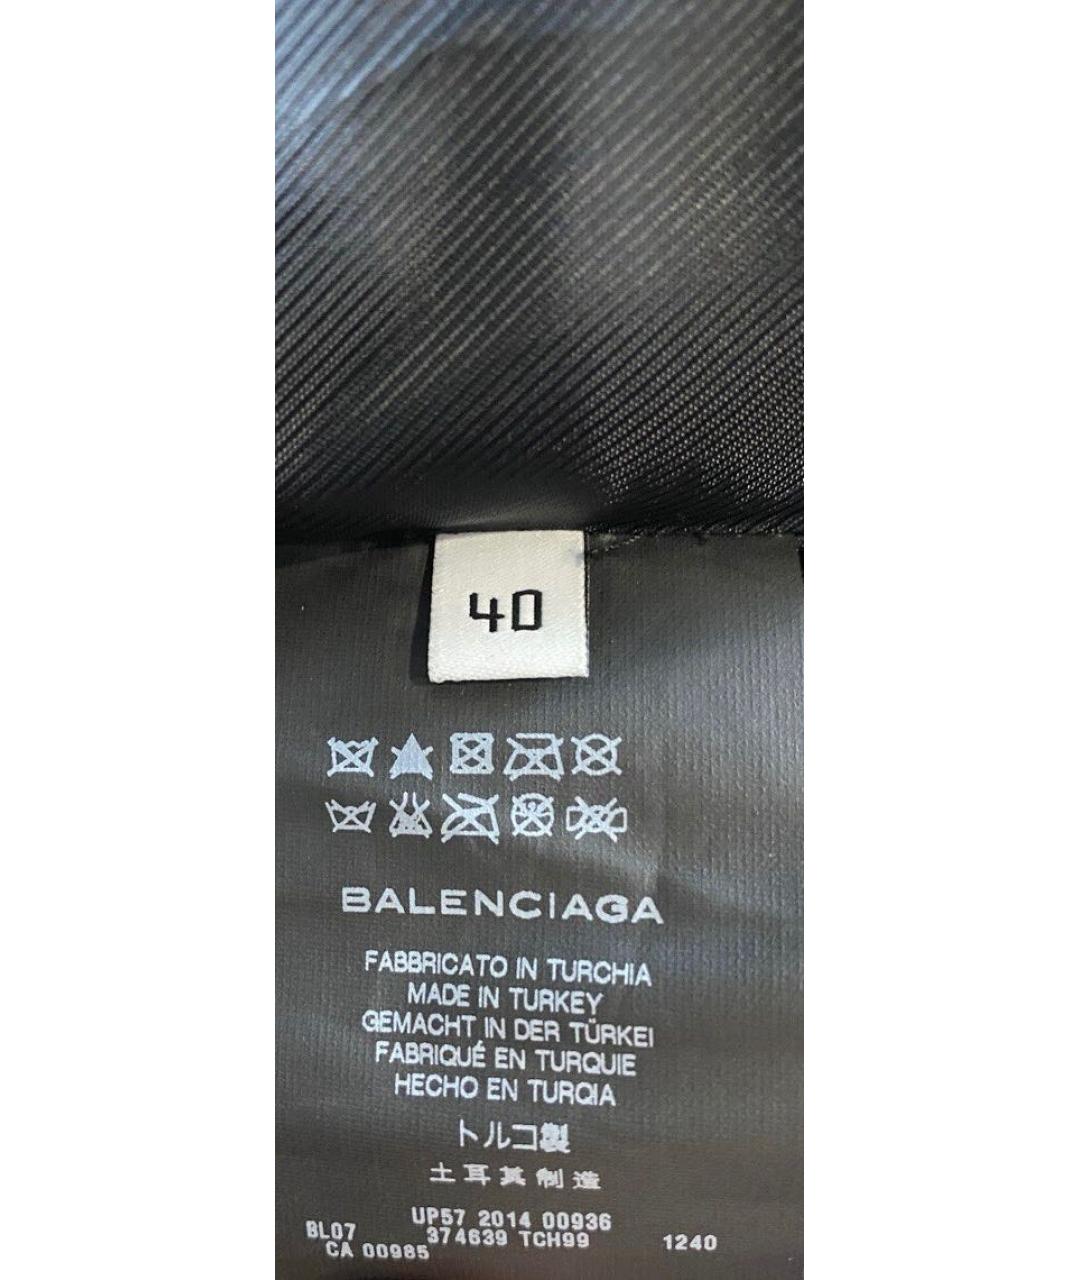 40
BALENCIAGA
FABBRICATO IN TURCHIA
MADE IN TURKEY
GEMACHT IN DER TÜRKEI
FABRIQUÉ EN TURQUIE
HECHO EN TURQIA
トルコ製
土耳其制造
UP57 2014 00936
BL07 374639 TCH99 1240
CA 00985